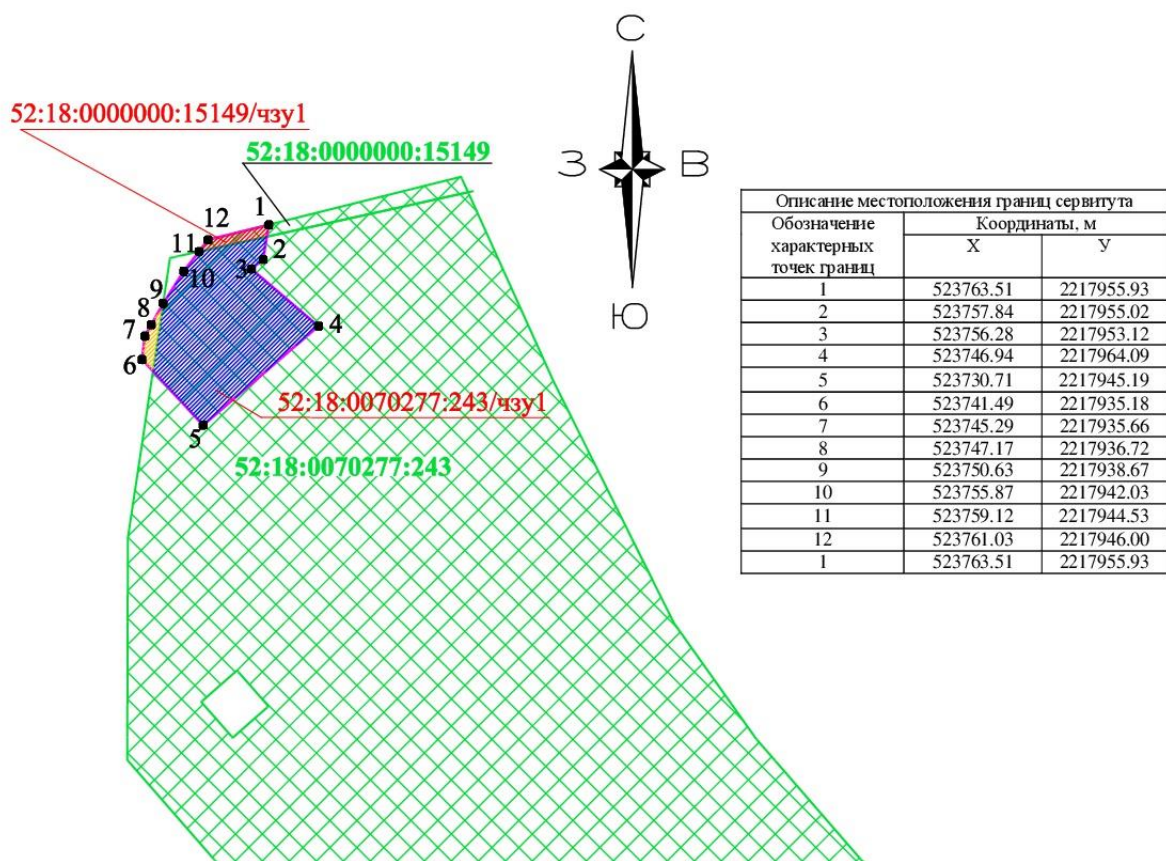 С
З
В
Ю
52:18:0000000:15149/чзу1
52:18:0000000:15149
1
12
11
2
3
10
9
8
4
7
6
52:18:0070277:243/чзу1
5
52:18:0070277:243
Описание местоположения границ сервитута
Обозначение характерных точек границ Координаты, м
X У
1 523763.51 2217955.93
2 523757.84 2217955.02
3 523756.28 2217953.12
4 523746.94 2217964.09
5 523730.71 2217945.19
6 523741.49 2217935.18
7 523745.29 2217935.66
8 523747.17 2217936.72
9 523750.63 2217938.67
10 523755.87 2217942.03
11 523759.12 2217944.53
12 523761.03 2217946.00
1 523763.51 2217955.93